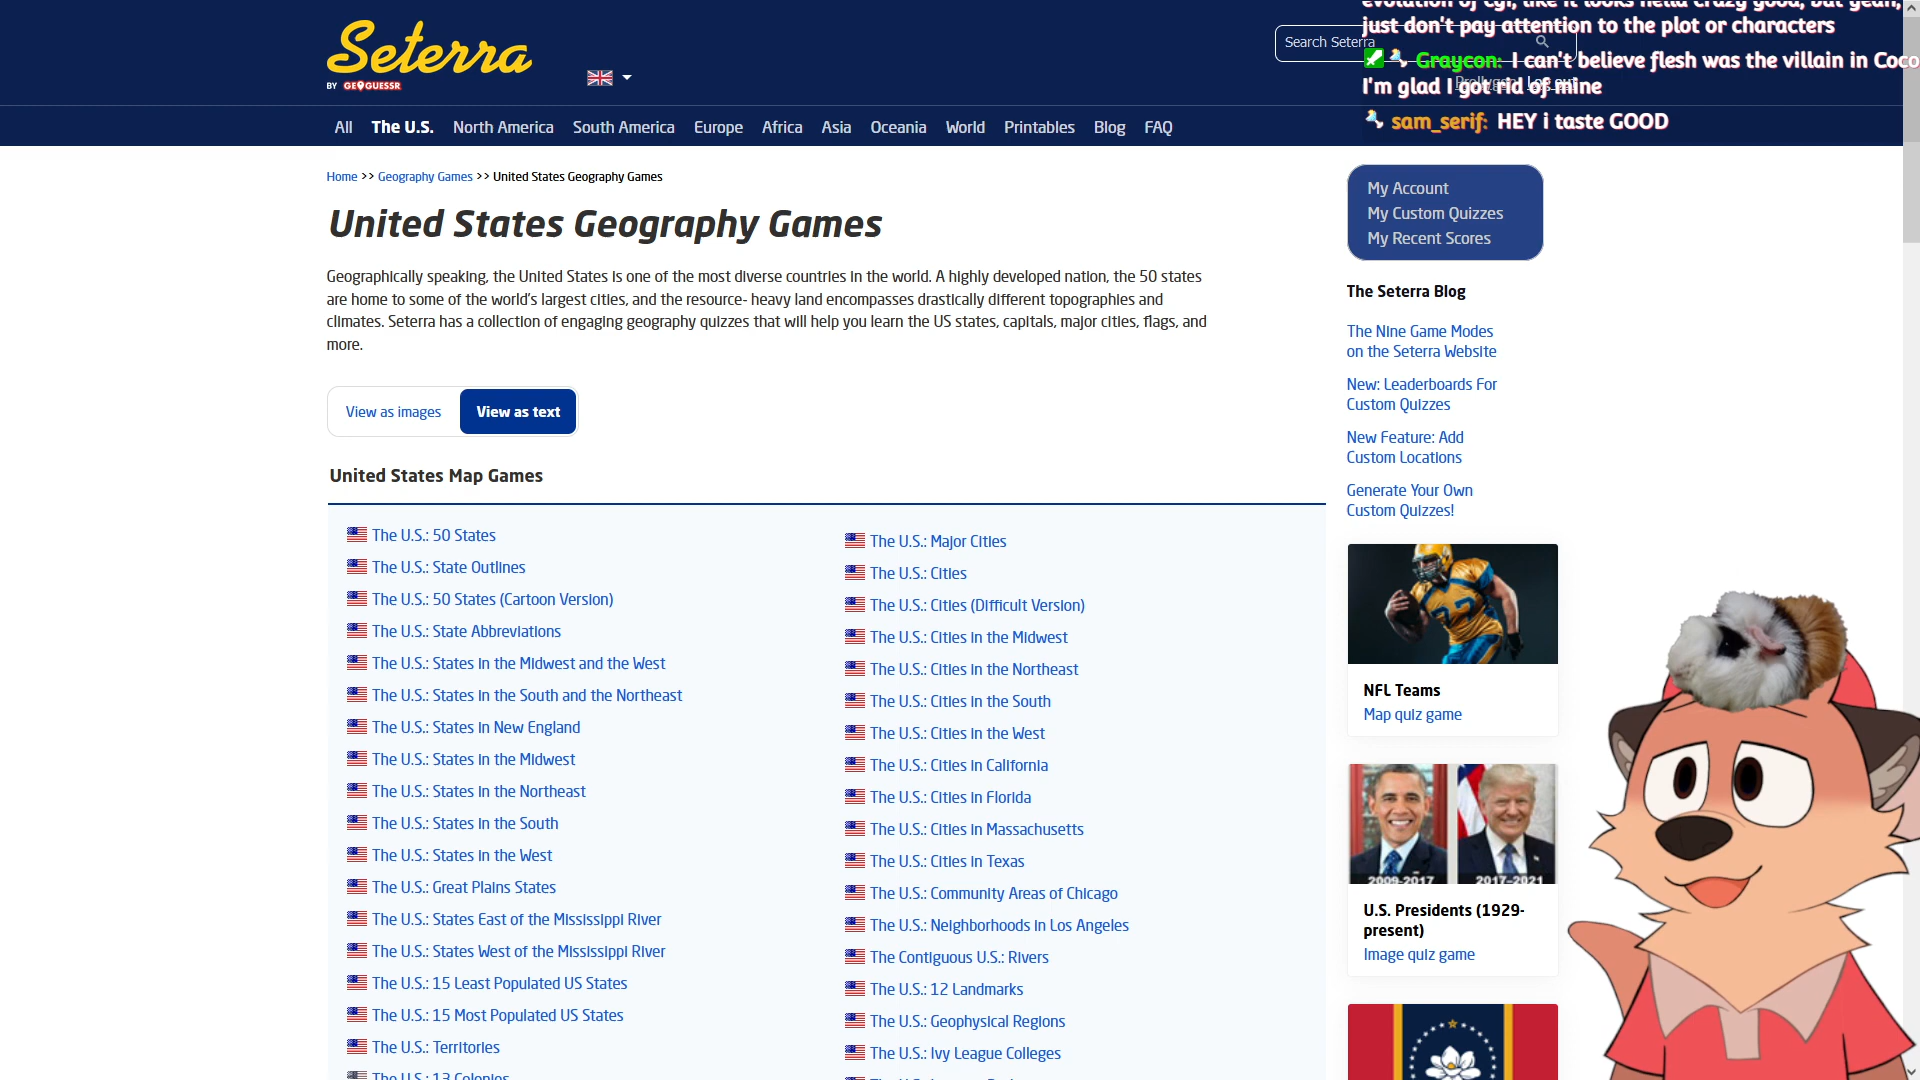 just don't pay attention to the plot or characters
Graycon: I can't believe flesh was the villain in Coco
I'm glad I got rid of mine
sam_serif: HEY i taste GOOD
Seterra
BY GEOGUESSR
Search Seterra
All The U.S. North America South America Europe Africa Asia Oceania World Printables Blog FAQ
Home >> Geography Games >> United States Geography Games
United States Geography Games
Geographically speaking, the United States is one of the most diverse countries in the world. A highly developed nation, the 50 states
are home to some of the world's largest cities, and the resource- heavy land encompasses drastically different topographies and
climates. Seterra has a collection of engaging geography quizzes that will help you learn the US states, capitals, major cities, flags, and
more.
View as images View as text
United States Map Games
The U.S.: 50 States
The U.S.: State Outlines
The U.S.: 50 States (Cartoon Version)
The U.S.: State Abbreviations
The U.S.: States in the Midwest and the West
The U.S.: States in the South and the Northeast
The U.S.: States in New England
The U.S.: States in the Midwest
The U.S.: States in the Northeast
The U.S.: States in the South
The U.S.: States in the West
The U.S.: Great Plains States
The U.S.: States East of the Mississippi River
The U.S.: States West of the Mississippi River
The U.S.: 15 Least Populated US States
The U.S.: 15 Most Populated US States
The U.S.: Territories
The U.S.: 13 Colonies
The U.S.: Major Cities
The U.S.: Cities
The U.S.: Cities (Difficult Version)
The U.S.: Cities in the Midwest
The U.S.: Cities in the Northeast
The U.S.: Cities in the South
The U.S.: Cities in the West
The U.S.: Cities in California
The U.S.: Cities in Florida
The U.S.: Cities in Massachusetts
The U.S.: Cities in Texas
The U.S.: Community Areas of Chicago
The U.S.: Neighborhoods in Los Angeles
The Contiguous U.S.: Rivers
The U.S.: 12 Landmarks
The U.S.: Geophysical Regions
The U.S.: Ivy League Colleges
My Account
My Custom Quizzes
My Recent Scores
The Seterra Blog
The Nine Game Modes
on the Seterra Website
New: Leaderboards For
Custom Quizzes
New Feature: Add
Custom Locations
Generate Your Own
Custom Quizzes!
NFL Teams
Map quiz game
2009-2017 2017-2021
U.S. Presidents (1929-
present)
Image quiz game